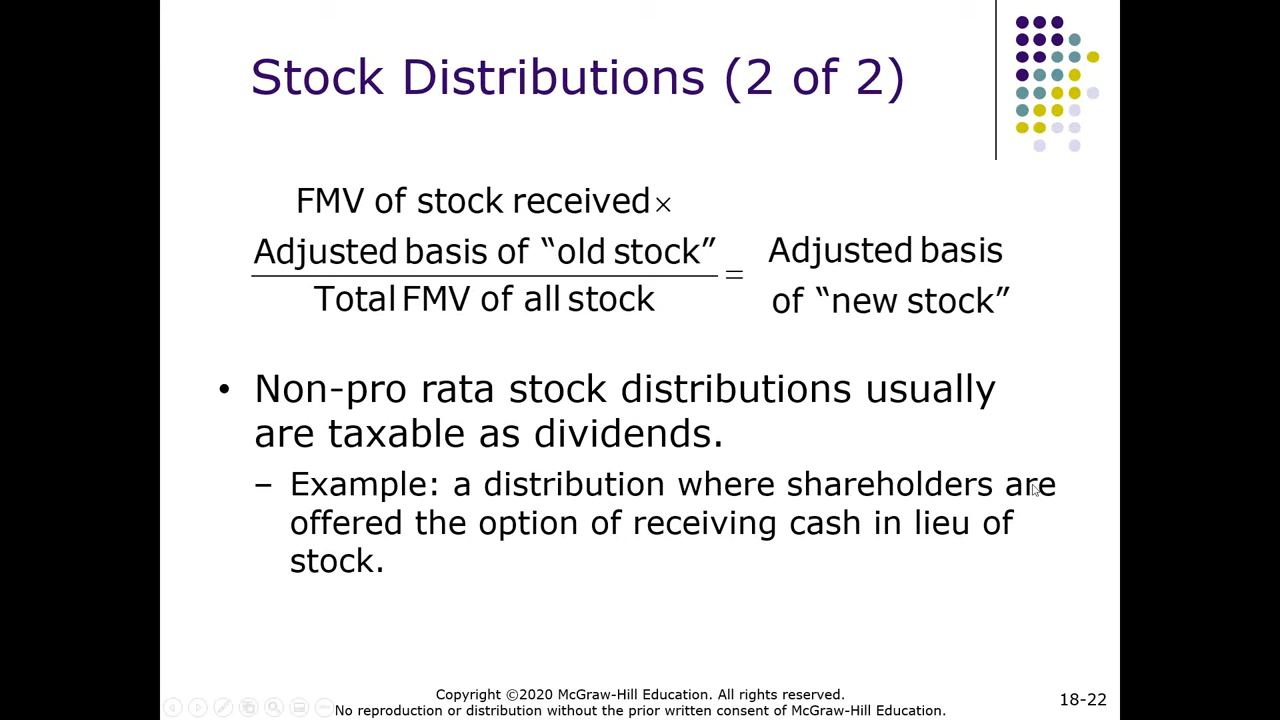 Stock Distributions (2 of 2)
FMV of stock received ×
Adjusted basis of “old stock”
Total FMV of all stock
=
Adjusted basis
of “new stock”
• Non-pro rata stock distributions usually
are taxable as dividends.
– Example: a distribution where shareholders are
offered the option of receiving cash in lieu of
stock.
Copyright ©2020 McGraw-Hill Education. All rights reserved.
No reproduction or distribution without the prior written consent of McGraw-Hill Education.
18-22